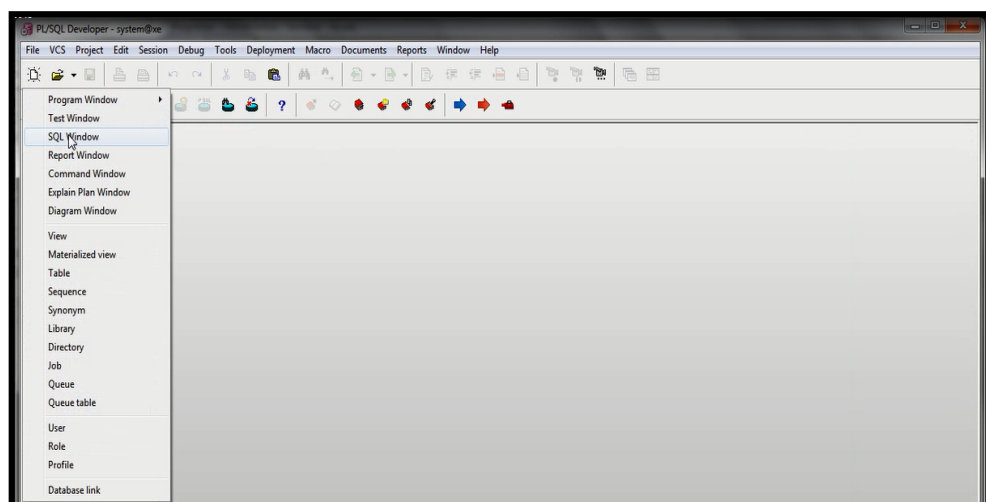 PL/SQL Developer - system@xe
File VCS Project Edit Session Debug Tools Deployment Macro Documents Reports Window Help
Program Window
Test Window
SQL Window
Report Window
Command Window
Explain Plan Window
Diagram Window
View
Materialized view
Table
Sequence
Synonym
Library
Directory
Job
Queue
Queue table
User
Role
Profile
Database link